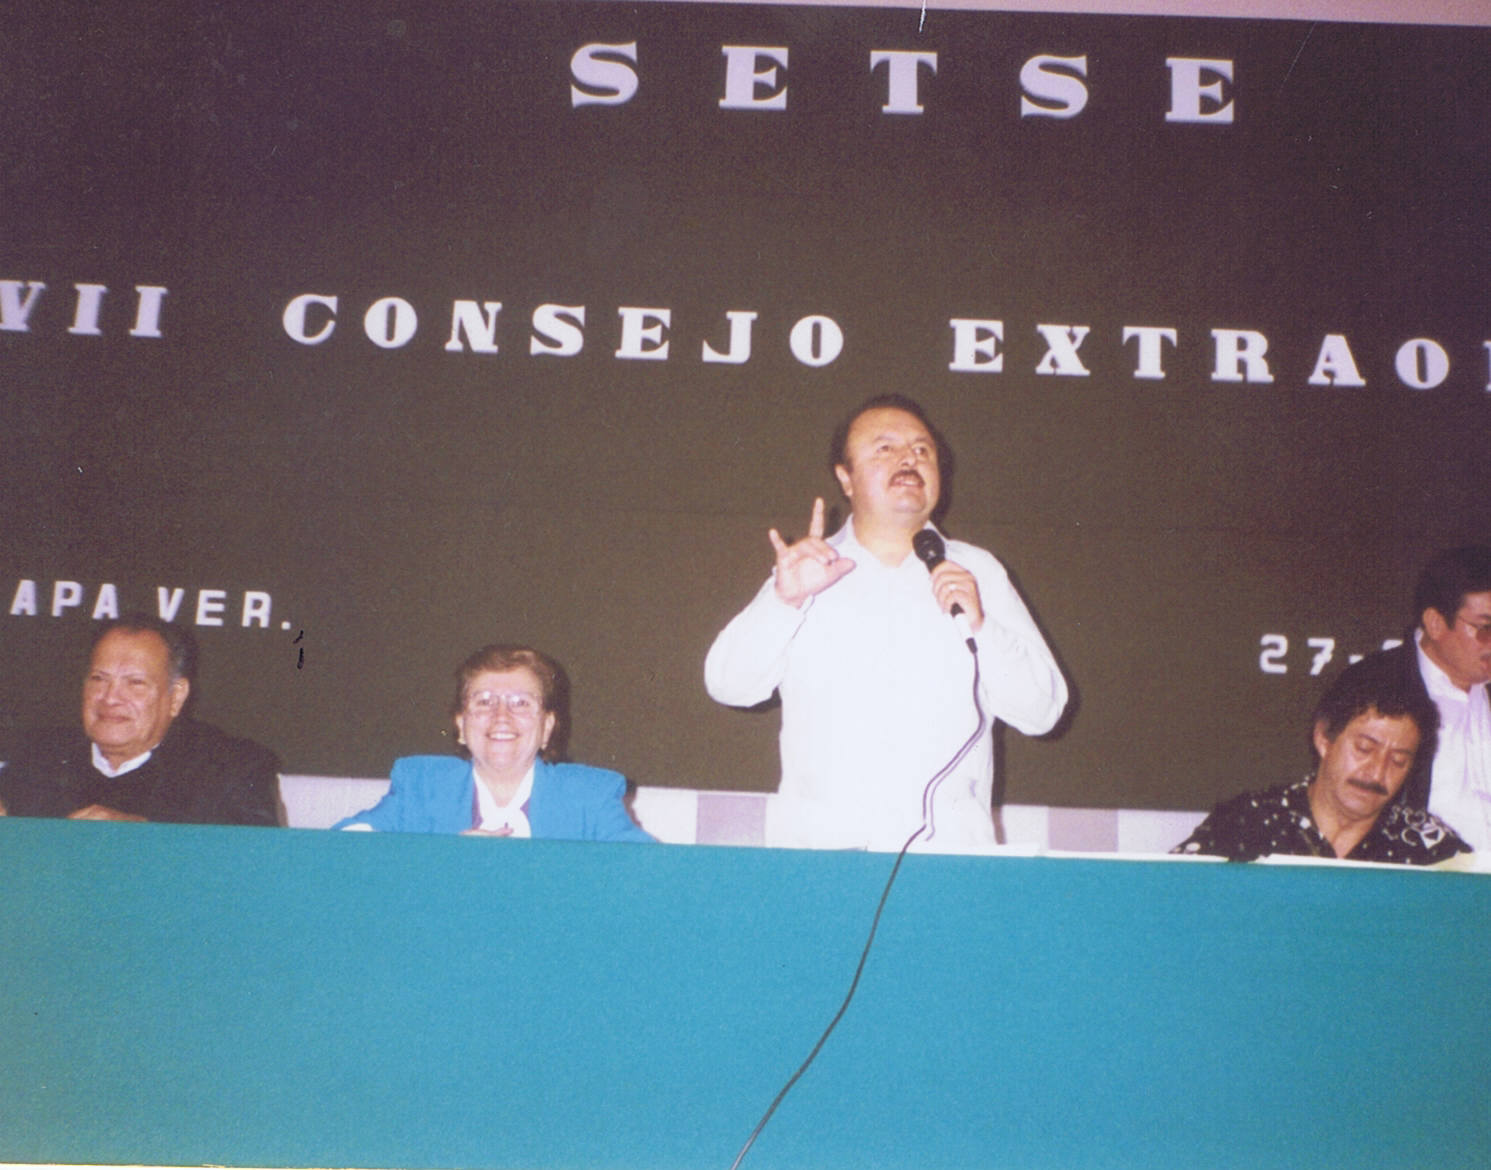 SETSE
VII CONSEJO EXTRAO
APA VER.
27-